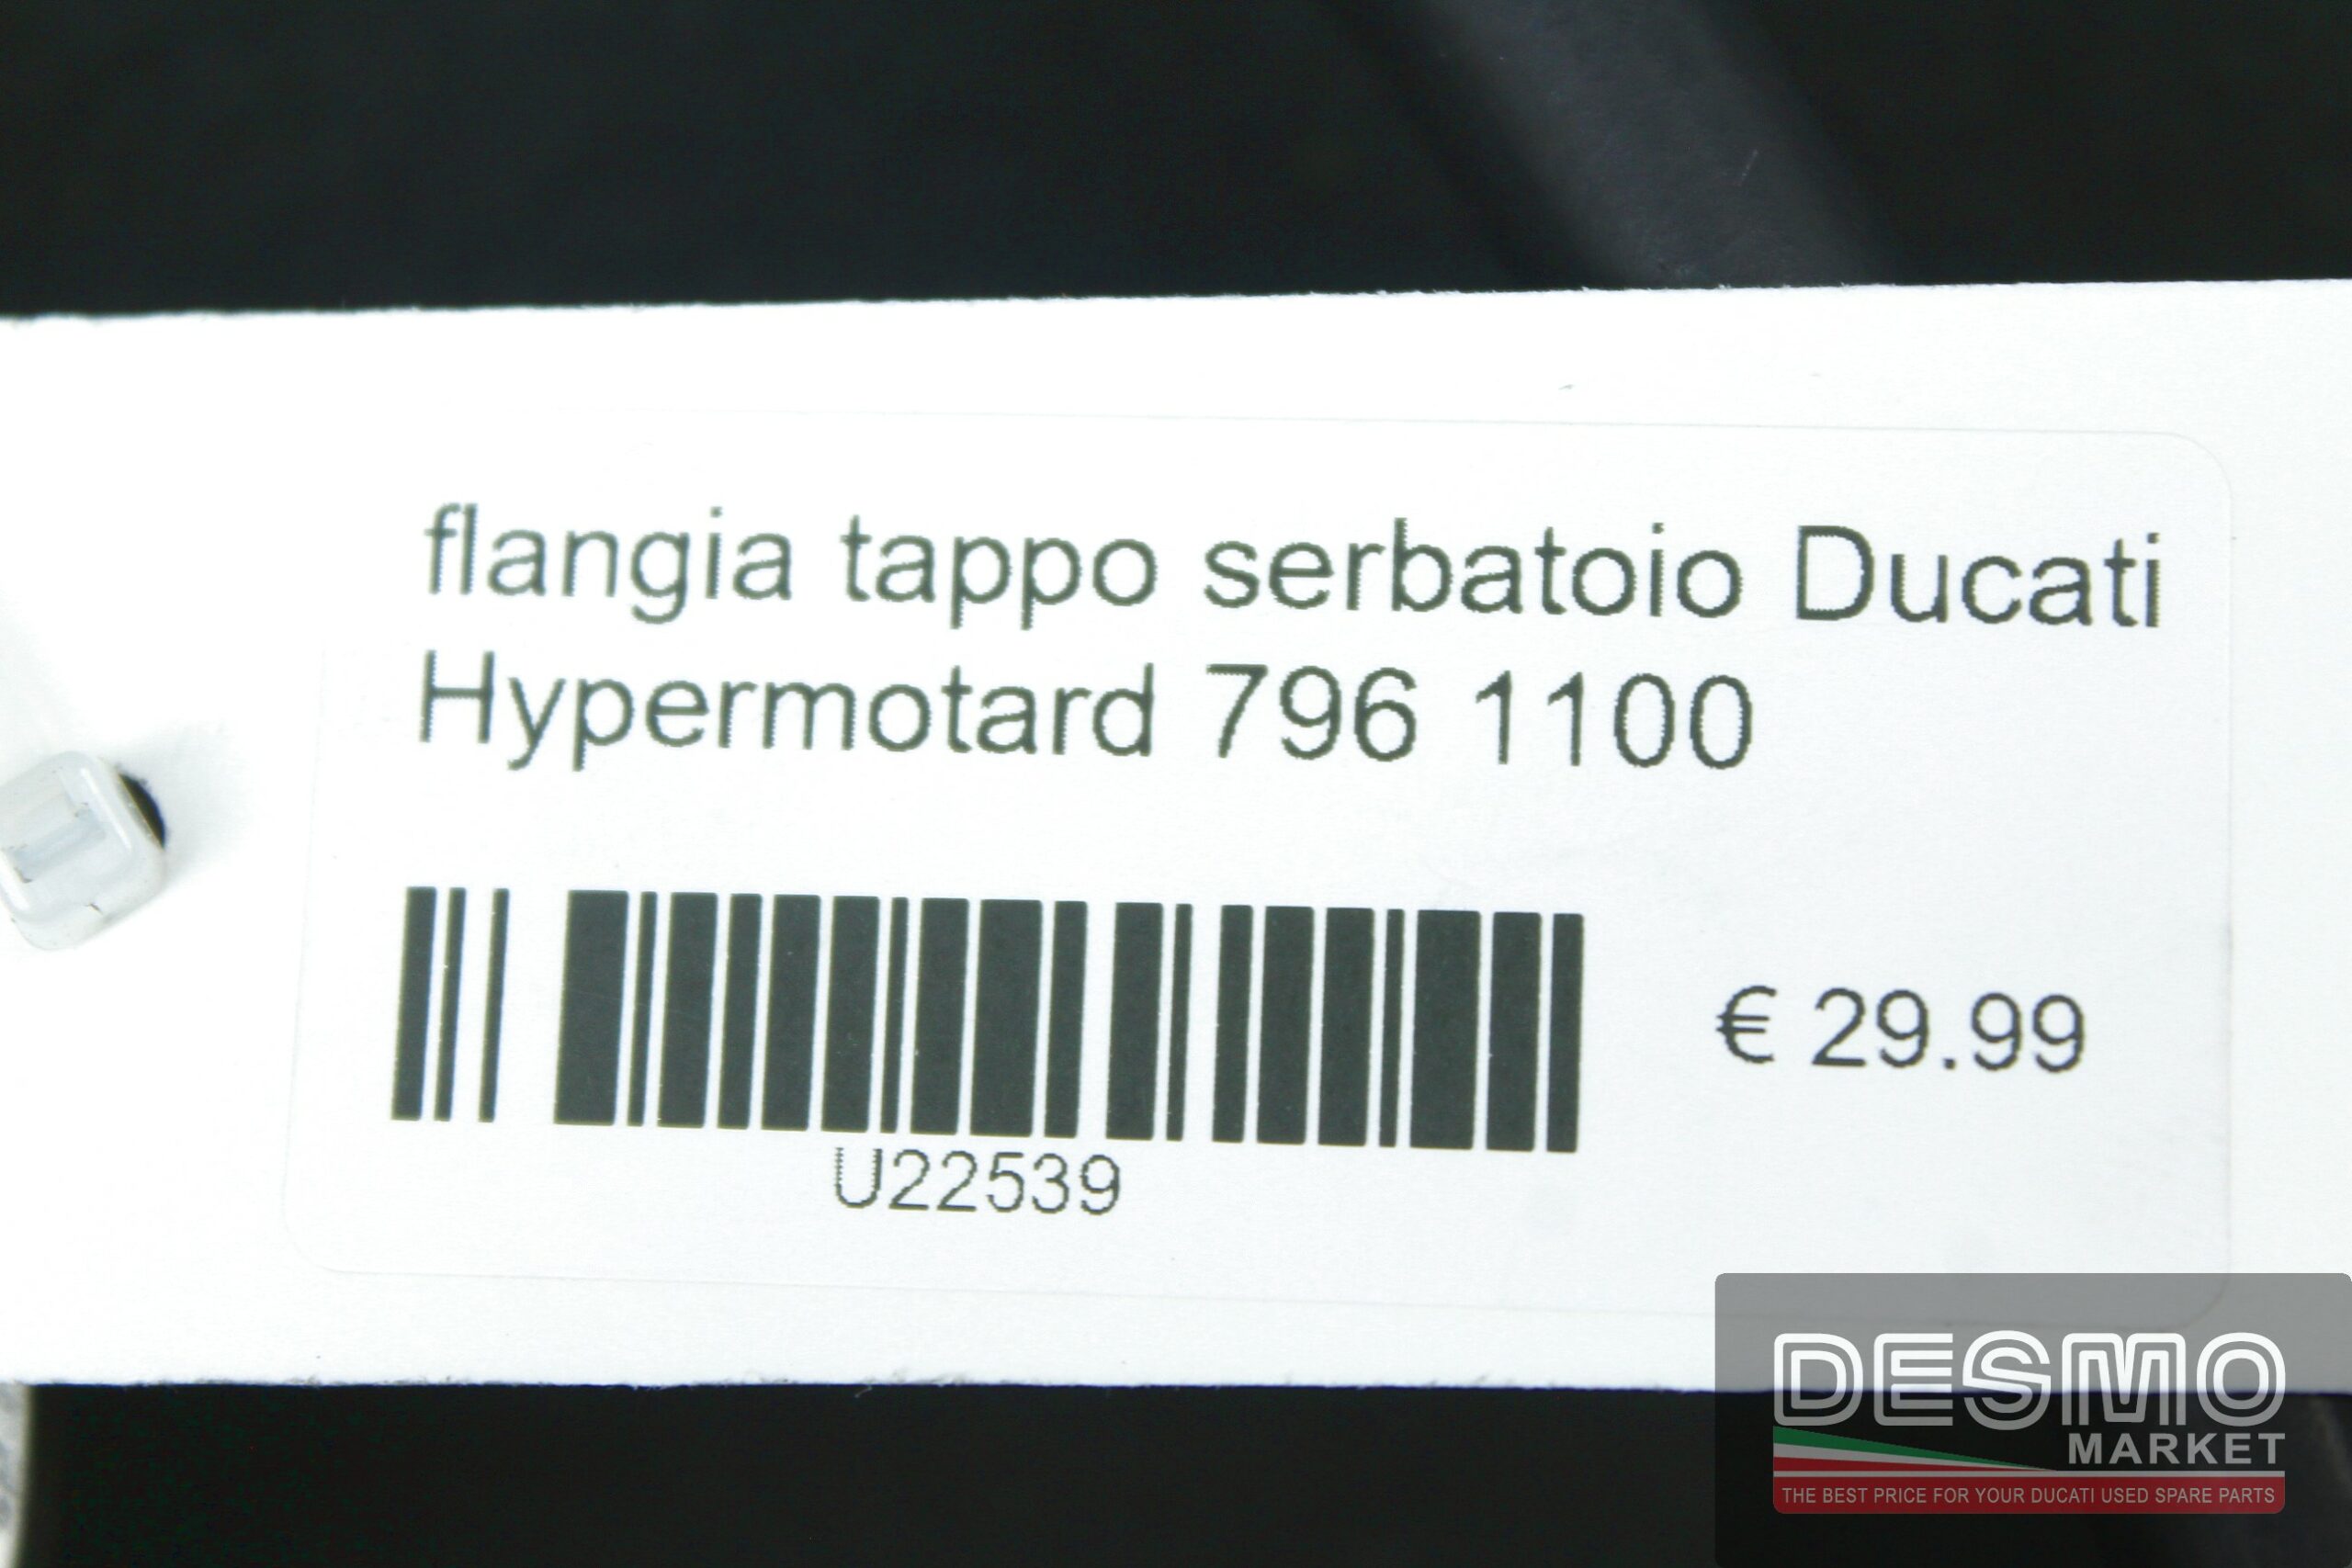 flangia tappo serbatoio Ducati
Hypermotard 796 1100
€ 29.99
U22539
DESMO
MARKET
THE BEST PRICE FOR YOUR DUCATI USED SPARE PARTS